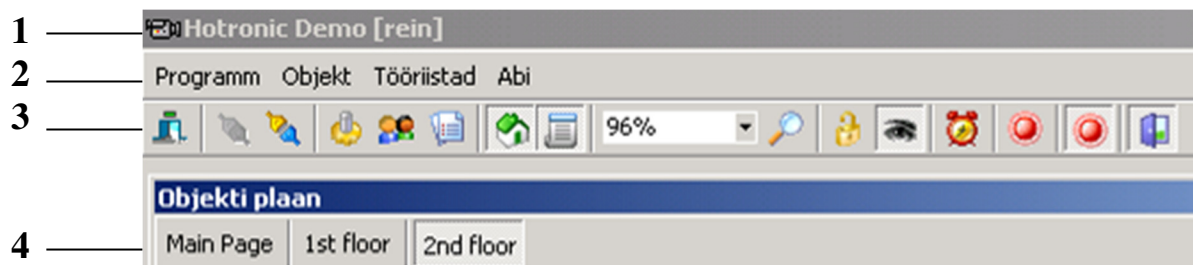 1 Hotronic Demo [rein]
2 Programm Objekt Tööriistad Abi
3 96%
Objekti plaan
4 Main Page 1st floor 2nd floor